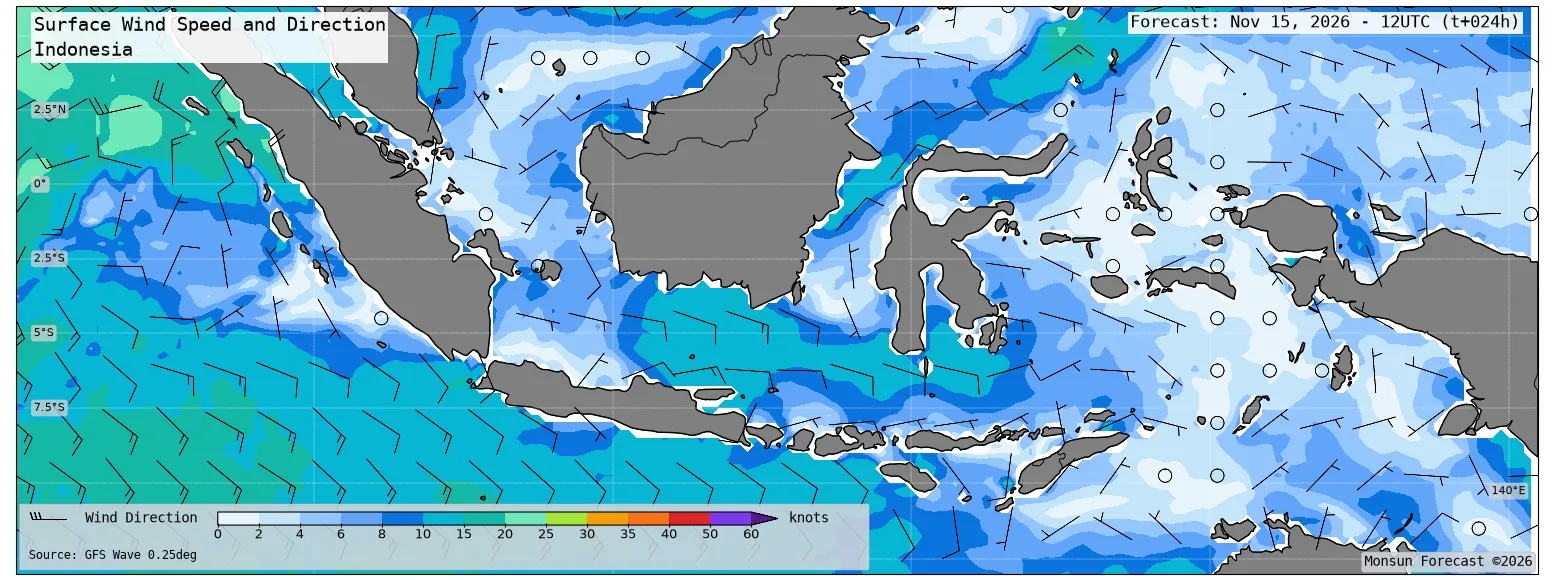 Surface Wind Speed and Direction
Indonesia
Forecast: Nov 15, 2026 - 12UTC (t+024h)
2.5°N
0°
2.5°S
5°S
7.5°S
140°E
Wind Direction
knots
0 2 4 6 8 10 15 20 25 30 35 40 50 60
Source: GFS Wave 0.25deg
Monsun Forecast ©2026